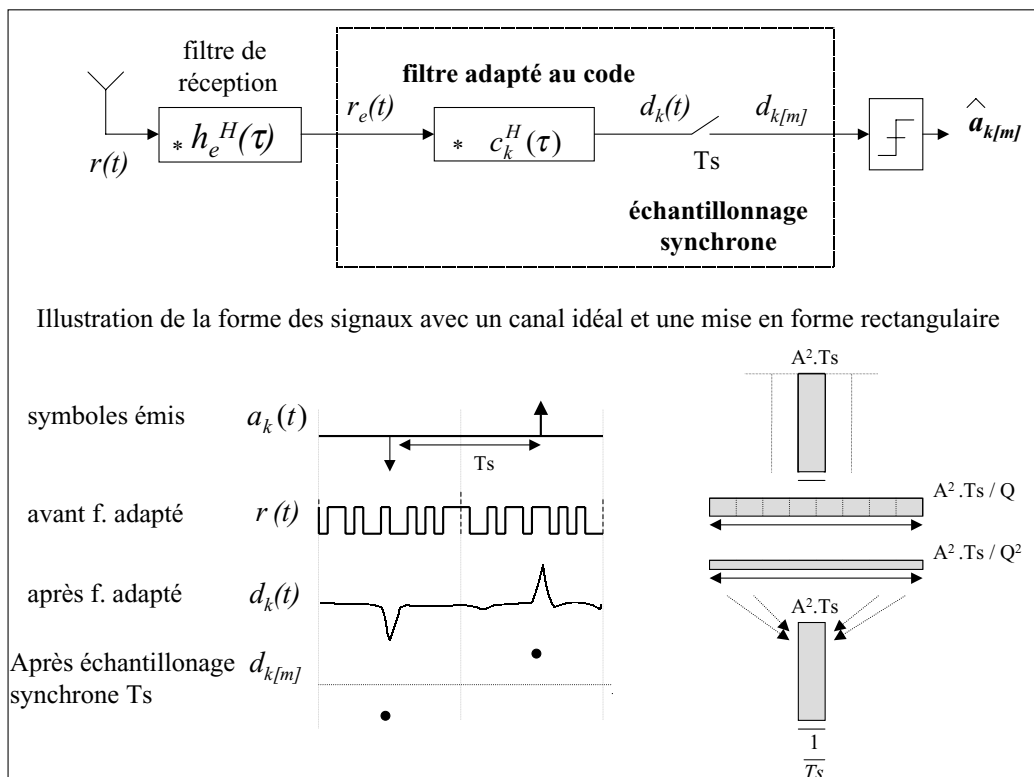 filtre de
réception
filtre adapté au code
r(t)
* h_e^H(τ)
r_e(t)
* c_k^H(τ)
d_k(t)
d_k[m]
Ts
â_k[m]
échantillonnage
synchrone
Illustration de la forme des signaux avec un canal idéal et une mise en forme rectangulaire
symboles émis a_k(t)
Ts
avant f. adapté r(t)
après f. adapté d_k(t)
Après échantillonage d_k[m]
synchrone Ts
A².Ts
A².Ts / Q
A².Ts / Q²
A².Ts
1
Ts